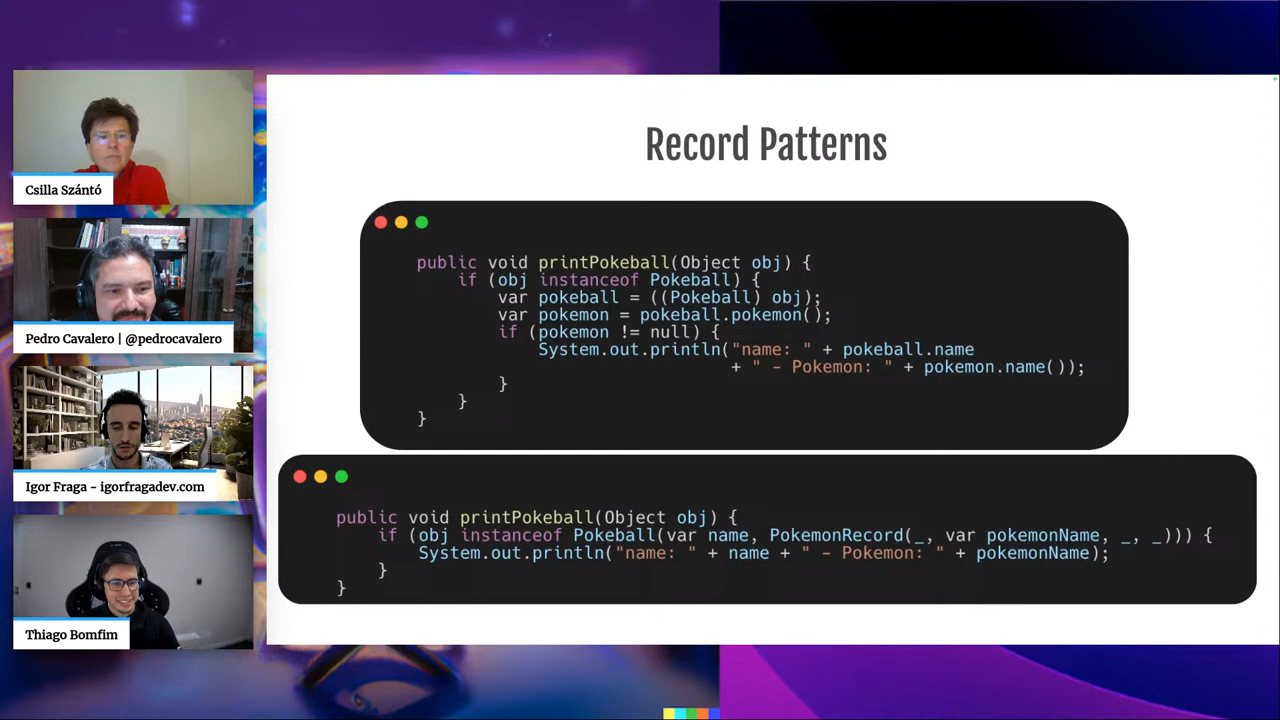 Csilla Szántó
Pedro Cavalero | @pedrocavalero
Igor Fraga - igorfragadev.com
Thiago Bomfim
Record Patterns
public void printPokeball(Object obj) {
if (obj instanceof Pokeball) {
var pokeball = ((Pokeball) obj);
var pokemon = pokeball.pokemon();
if (pokemon != null) {
System.out.println("name: " + pokeball.name
+ " - Pokemon: " + pokemon.name());
}
}
}
public void printPokeball(Object obj) {
if (obj instanceof Pokeball(var name, PokemonRecord(_, var pokemonName, _, _))) {
System.out.println("name: " + name + " - Pokemon: " + pokemonName);
}
}